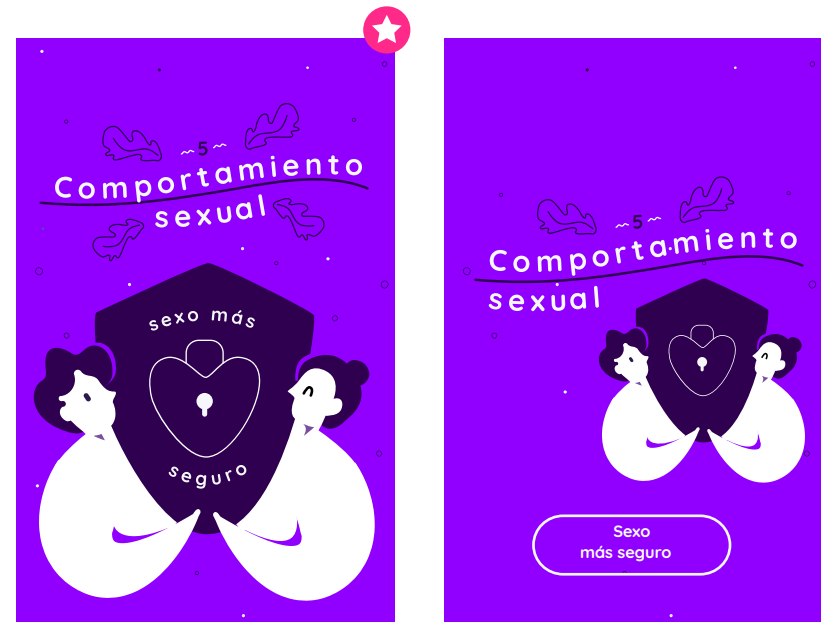 5
Comportamiento
sexual
sexo más
seguro
5
Comportamiento
sexual
Sexo
más seguro